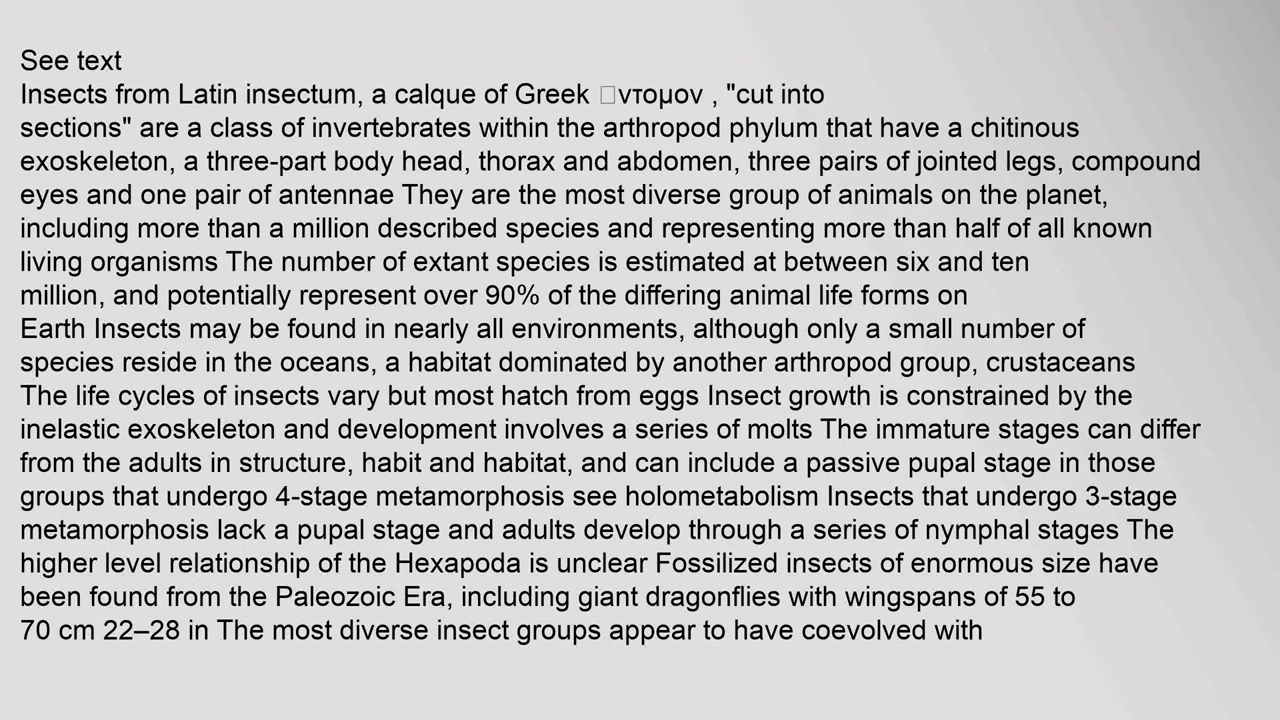 See text
Insects from Latin insectum, a calque of Greek □ντομον , "cut into
sections" are a class of invertebrates within the arthropod phylum that have a chitinous
exoskeleton, a three-part body head, thorax and abdomen, three pairs of jointed legs, compound
eyes and one pair of antennae They are the most diverse group of animals on the planet,
including more than a million described species and representing more than half of all known
living organisms The number of extant species is estimated at between six and ten
million, and potentially represent over 90% of the differing animal life forms on
Earth Insects may be found in nearly all environments, although only a small number of
species reside in the oceans, a habitat dominated by another arthropod group, crustaceans
The life cycles of insects vary but most hatch from eggs Insect growth is constrained by the
inelastic exoskeleton and development involves a series of molts The immature stages can differ
from the adults in structure, habit and habitat, and can include a passive pupal stage in those
groups that undergo 4-stage metamorphosis see holometabolism Insects that undergo 3-stage
metamorphosis lack a pupal stage and adults develop through a series of nymphal stages The
higher level relationship of the Hexapoda is unclear Fossilized insects of enormous size have
been found from the Paleozoic Era, including giant dragonflies with wingspans of 55 to
70 cm 22–28 in The most diverse insect groups appear to have coevolved with